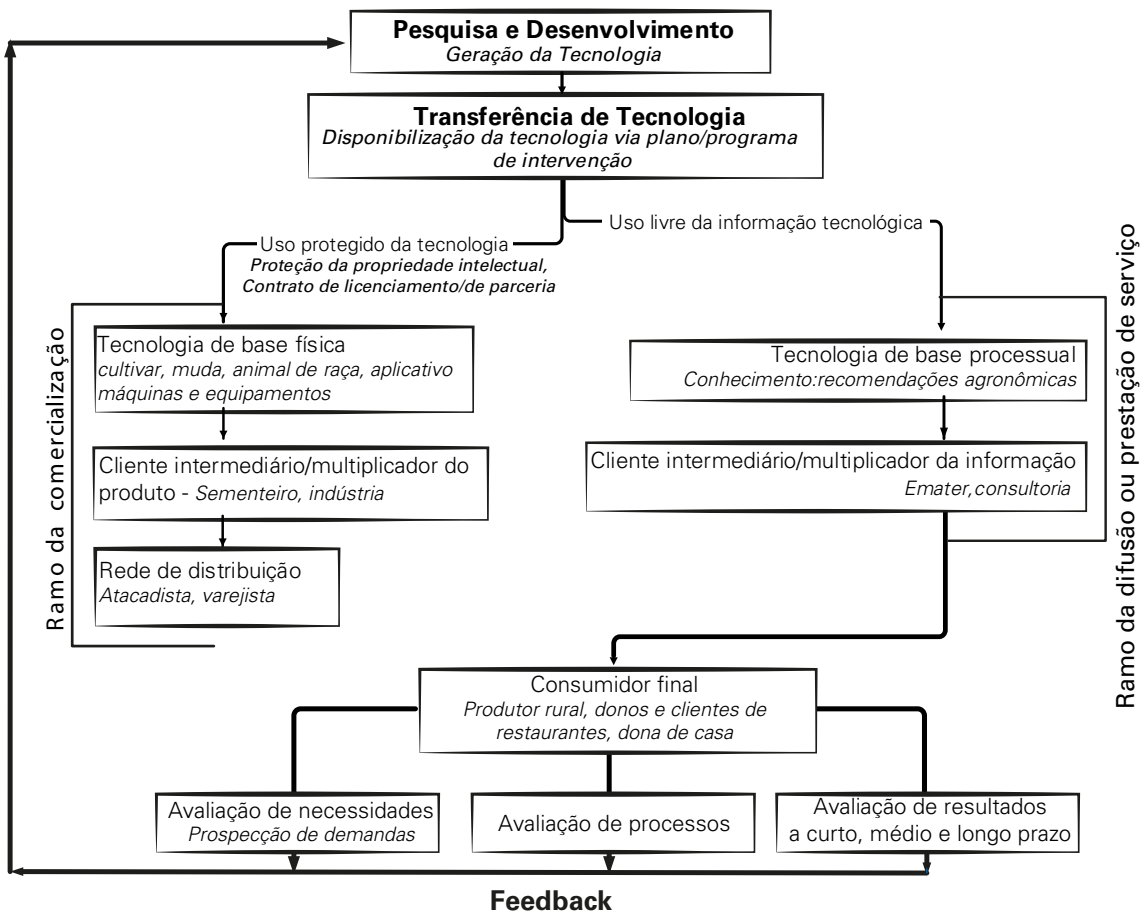 Pesquisa e Desenvolvimento
Geração da Tecnologia
Transferência de Tecnologia
Disponibilização da tecnologia via plano/programa
de intervenção
Uso livre da informação tecnológica
Uso protegido da tecnologia
Proteção da propriedade intelectual,
Contrato de licenciamento/de parceria
Ramo da comercialização
Tecnologia de base física
cultivar, muda, animal de raça, aplicativo
máquinas e equipamentos
Cliente intermediário/multiplicador do
produto - Sementeiro, indústria
Rede de distribuição
Atacadista, varejista
Tecnologia de base processual
Conhecimento:recomendações agronômicas
Cliente intermediário/multiplicador da informação
Emater,consultoria
Ramo da difusão ou prestação de serviço
Consumidor final
Produtor rural, donos e clientes de
restaurantes, dona de casa
Avaliação de necessidades
Prospecção de demandas
Avaliação de processos
Avaliação de resultados
a curto, médio e longo prazo
Feedback